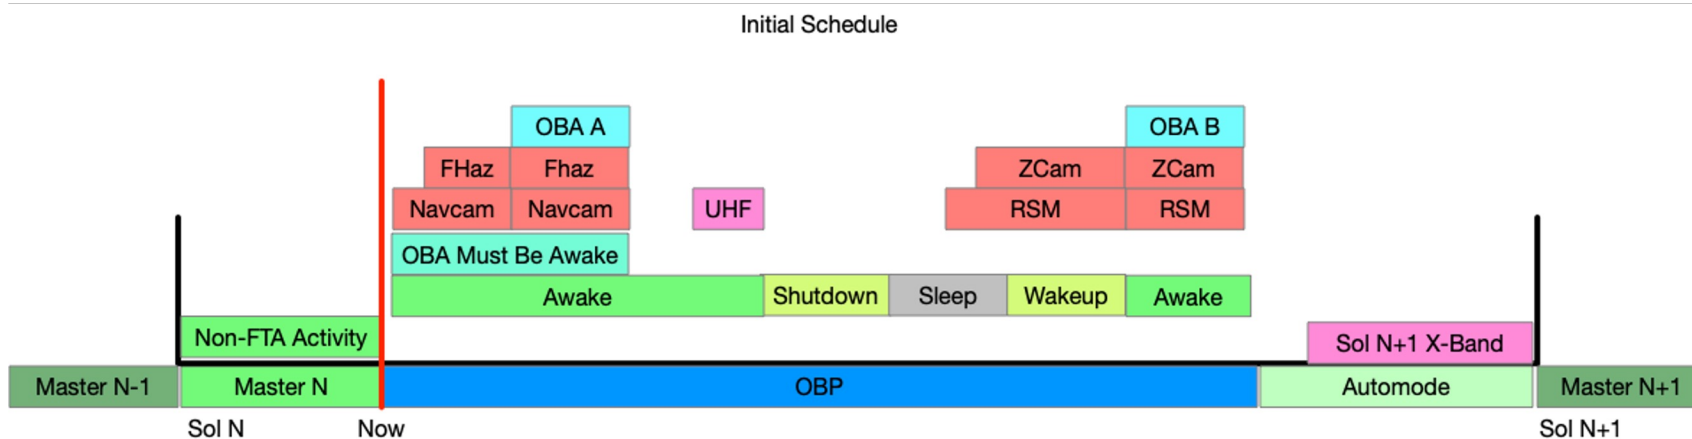 Initial Schedule
OBA A
OBA B
FHaz
Fhaz
ZCam
ZCam
Navcam
Navcam
UHF
RSM
RSM
OBA Must Be Awake
Awake
Shutdown
Sleep
Wakeup
Awake
Non-FTA Activity
Sol N+1 X-Band
Master N-1
Master N
OBP
Automode
Master N+1
Sol N
Now
Sol N+1